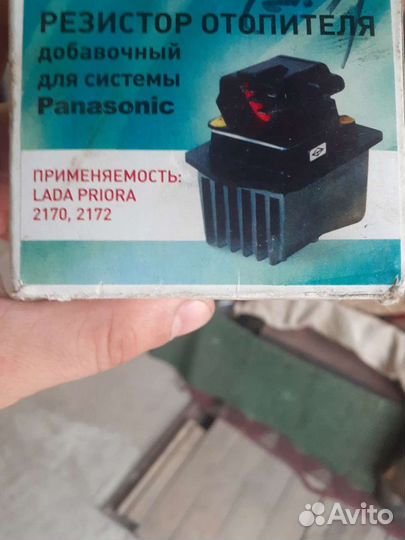 РЕЗИСТОР ОТОПИТЕЛЯ
добавочный
для системы
Panasonic
ПРИМЕНЯЕМОСТЬ:
LADA PRIORA
2170, 2172
Avito